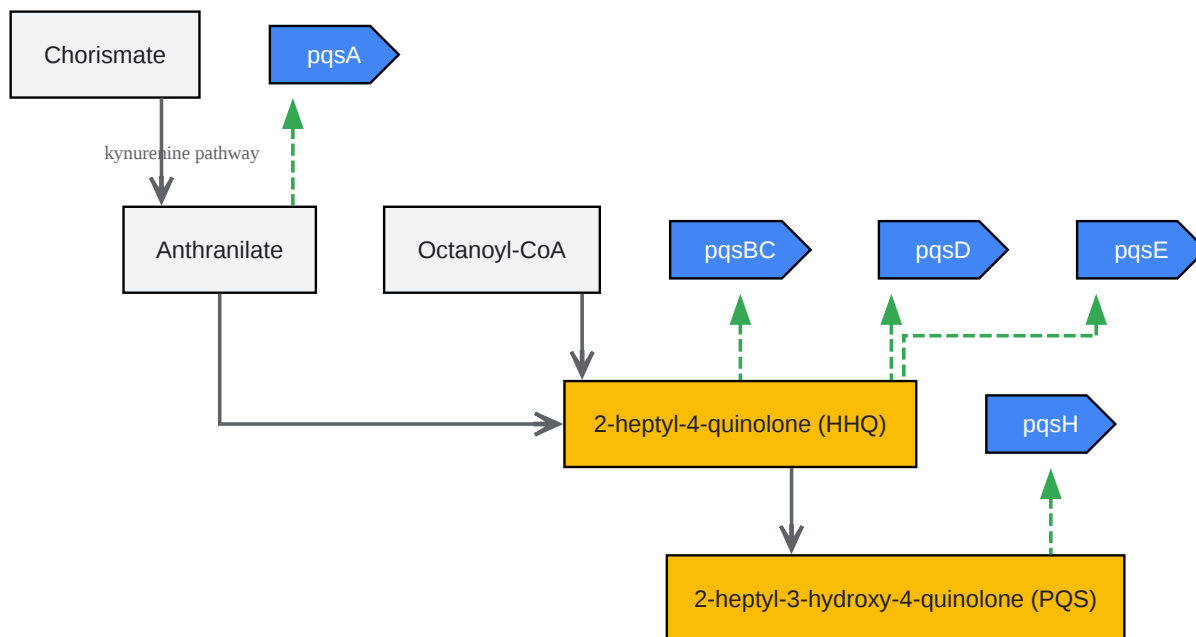 Chorismate
pqsA
kynurenine pathway
Anthranilate
Octanoyl-CoA
pqsBC
pqsD
pqsE
2-heptyl-4-quinolone (HHQ)
pqsH
2-heptyl-3-hydroxy-4-quinolone (PQS)